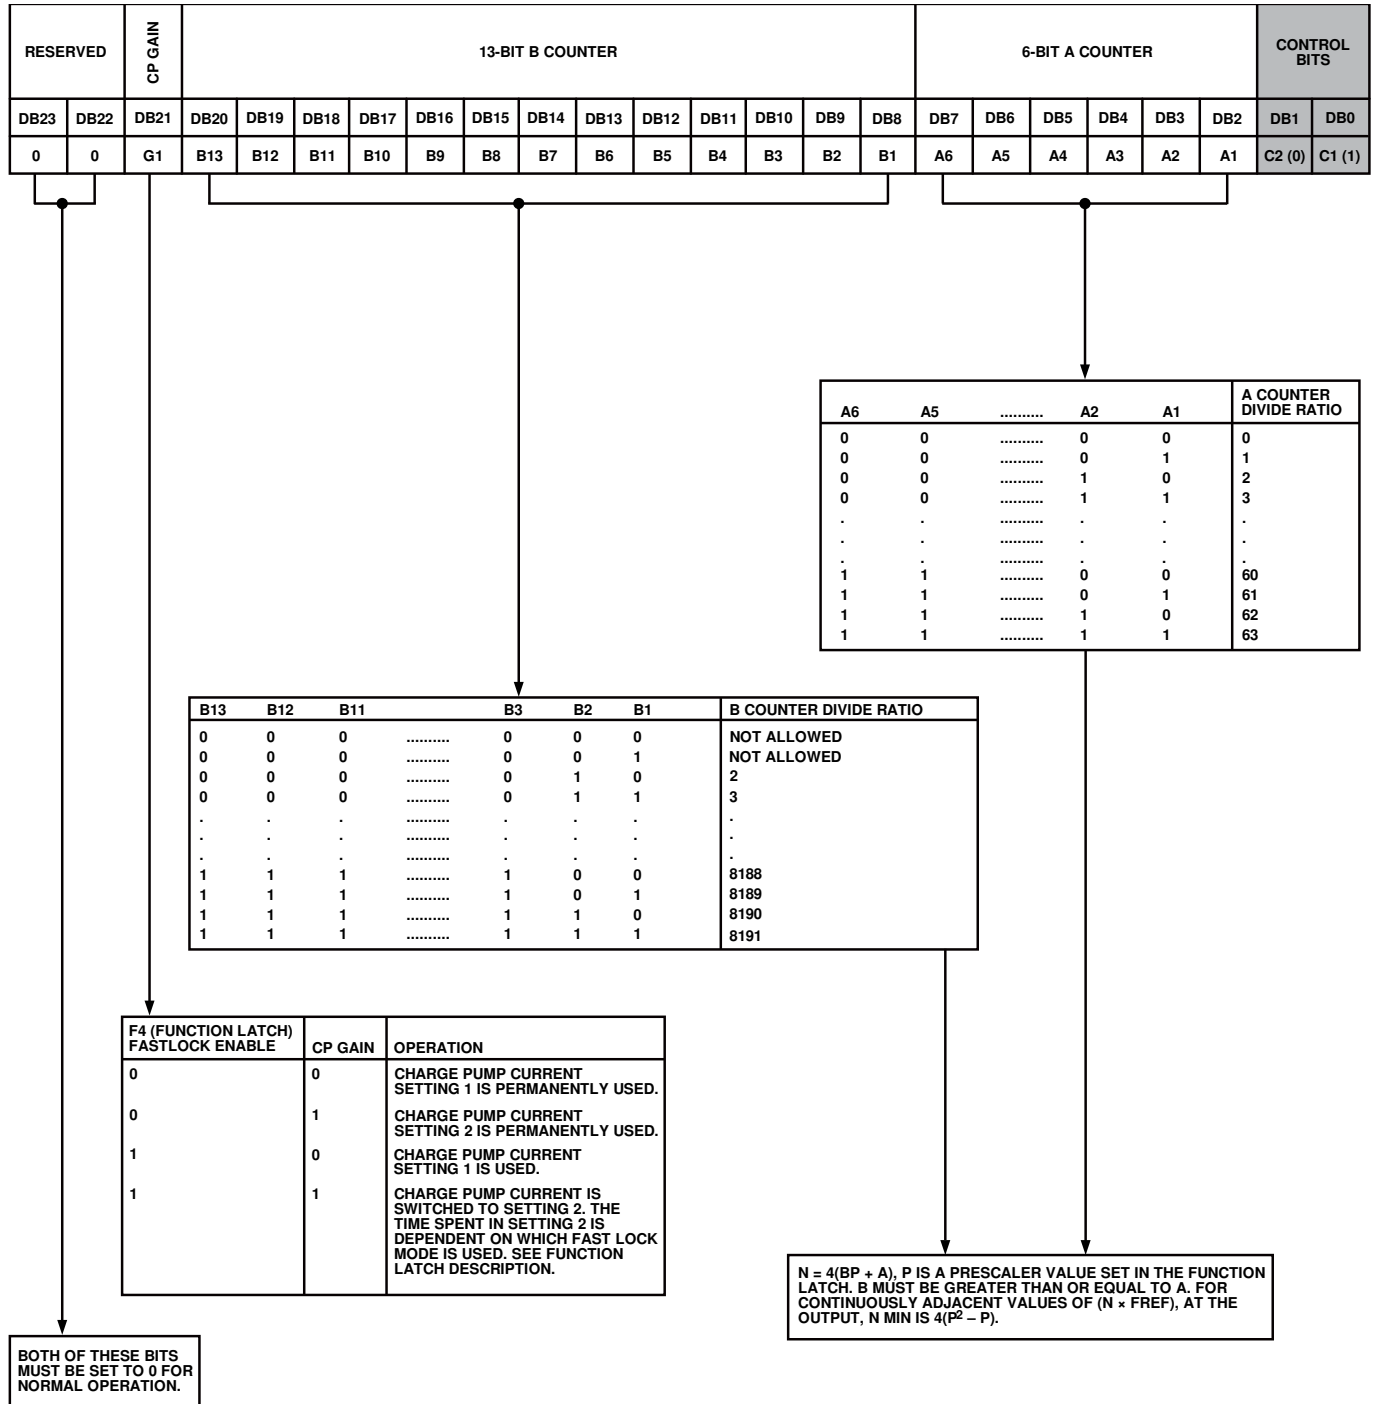 RESERVED
CP GAIN
13-BIT B COUNTER
6-BIT A COUNTER
CONTROL
BITS
DB23 DB22 DB21 DB20 DB19 DB18 DB17 DB16 DB15 DB14 DB13 DB12 DB11 DB10 DB9 DB8 DB7 DB6 DB5 DB4 DB3 DB2 DB1 DB0
0 0 G1 B13 B12 B11 B10 B9 B8 B7 B6 B5 B4 B3 B2 B1 A6 A5 A4 A3 A2 A1 C2 (0) C1 (1)
A6 A5 .......... A2 A1 A COUNTER
DIVIDE RATIO
0 0 .......... 0 0 0
0 0 .......... 0 1 1
0 0 .......... 1 0 2
0 0 .......... 1 1 3
. . .......... . . .
. . .......... . . .
. . .......... . . .
1 1 .......... 0 0 60
1 1 .......... 0 1 61
1 1 .......... 1 0 62
1 1 .......... 1 1 63
B13 B12 B11 B3 B2 B1 B COUNTER DIVIDE RATIO
0 0 0 .......... 0 0 0 NOT ALLOWED
0 0 0 .......... 0 0 1 NOT ALLOWED
0 0 0 .......... 0 1 0 2
0 0 0 .......... 0 1 1 3
. . . .......... . . . .
. . . .......... . . . .
. . . .......... . . . .
1 1 1 .......... 1 0 0 8188
1 1 1 .......... 1 0 1 8189
1 1 1 .......... 1 1 0 8190
1 1 1 .......... 1 1 1 8191
F4 (FUNCTION LATCH)
FASTLOCK ENABLE CP GAIN OPERATION
0 0 CHARGE PUMP CURRENT
SETTING 1 IS PERMANENTLY USED.
0 1 CHARGE PUMP CURRENT
SETTING 2 IS PERMANENTLY USED.
1 0 CHARGE PUMP CURRENT
SETTING 1 IS USED.
1 1 CHARGE PUMP CURRENT IS
SWITCHED TO SETTING 2. THE
TIME SPENT IN SETTING 2 IS
DEPENDENT ON WHICH FAST LOCK
MODE IS USED. SEE FUNCTION
LATCH DESCRIPTION.
N = 4(BP + A), P IS A PRESCALER VALUE SET IN THE FUNCTION
LATCH. B MUST BE GREATER THAN OR EQUAL TO A. FOR
CONTINUOUSLY ADJACENT VALUES OF (N × FREF), AT THE
OUTPUT, N MIN IS 4(P² – P).
BOTH OF THESE BITS
MUST BE SET TO 0 FOR
NORMAL OPERATION.